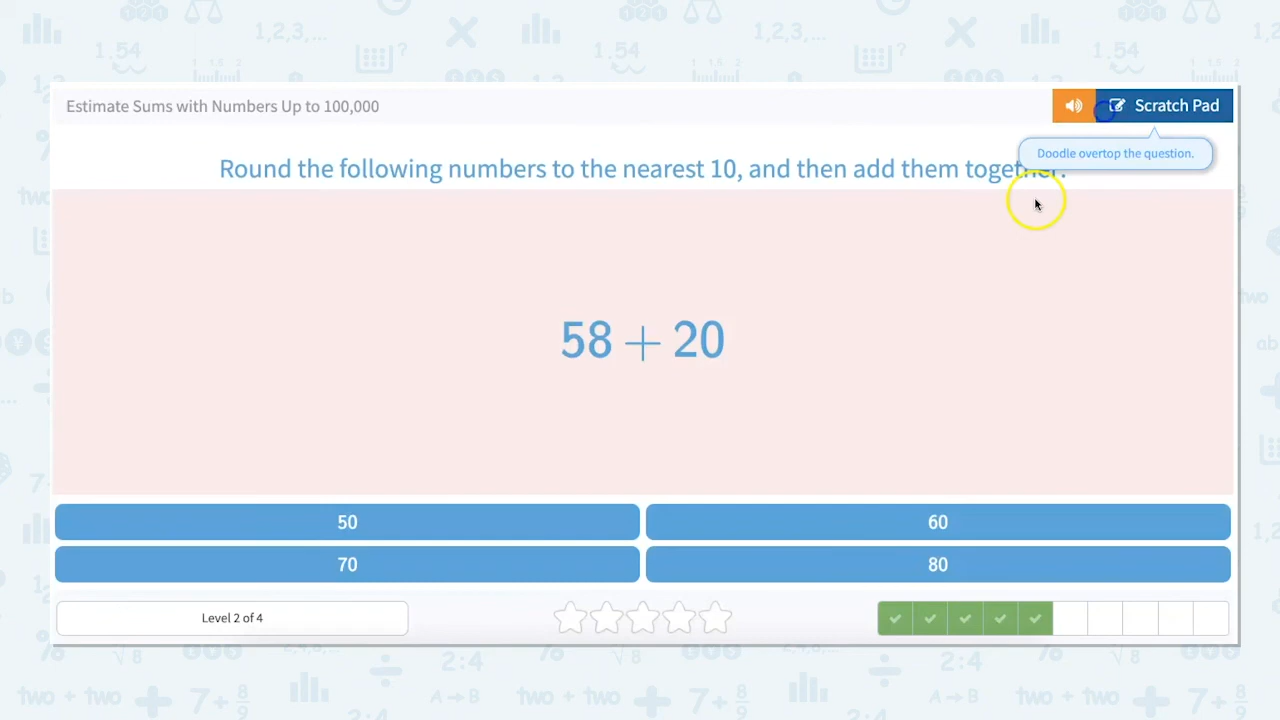 Estimate Sums with Numbers Up to 100,000
Scratch Pad
Doodle overtop the question.
Round the following numbers to the nearest 10, and then add them together.
58 + 20
50
60
70
80
Level 2 of 4